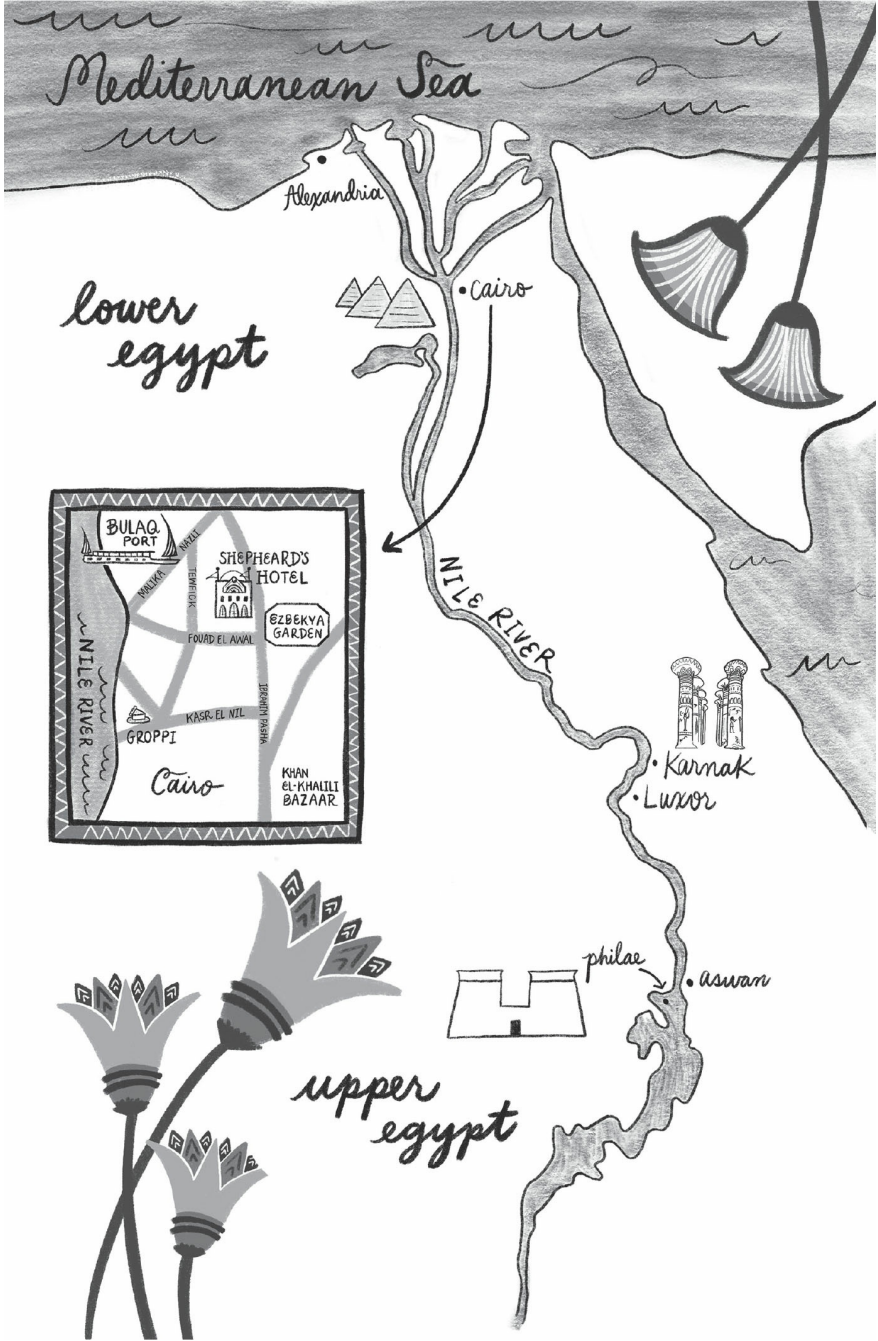 Mediterranean Sea
Alexandria
Cairo
lower
egypt
BULAQ
PORT
MALIKA NAZLI
TEWFICK
SHEPHEARD'S
HOTEL
EZBEKYA
GARDEN
FOUAD EL AWAL
NILE RIVER
IBRAHIM PASHA
KASR EL NIL
GROPPI
Cairo
KHAN
EL-KHALILI
BAZAAR
NILE RIVER
Karnak
Luxor
philae
aswan
upper
egypt